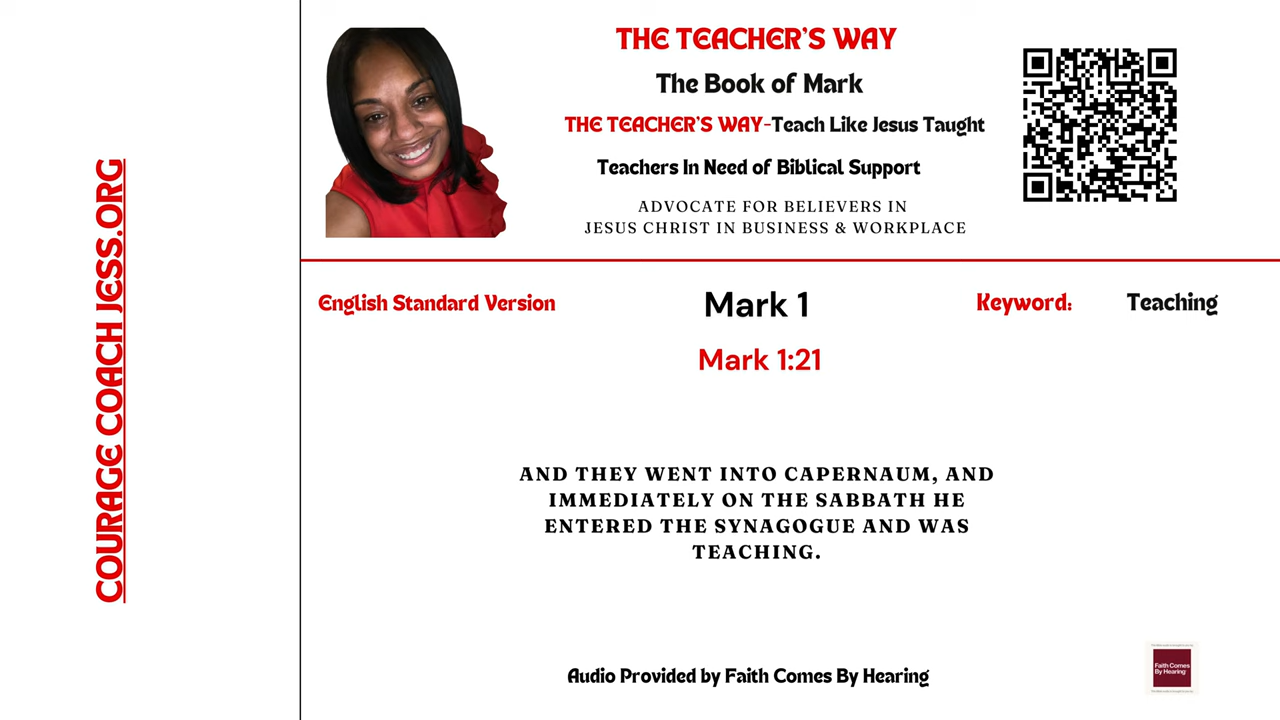 COURAGE COACH JESS.ORG
THE TEACHER'S WAY
The Book of Mark
THE TEACHER'S WAY-Teach Like Jesus Taught
Teachers In Need of Biblical Support
ADVOCATE FOR BELIEVERS IN
JESUS CHRIST IN BUSINESS & WORKPLACE
English Standard Version
Mark 1
Keyword:
Teaching
Mark 1:21
AND THEY WENT INTO CAPERNAUM, AND
IMMEDIATELY ON THE SABBATH HE
ENTERED THE SYNAGOGUE AND WAS
TEACHING.
Audio Provided by Faith Comes By Hearing
Faith Comes
By Hearing